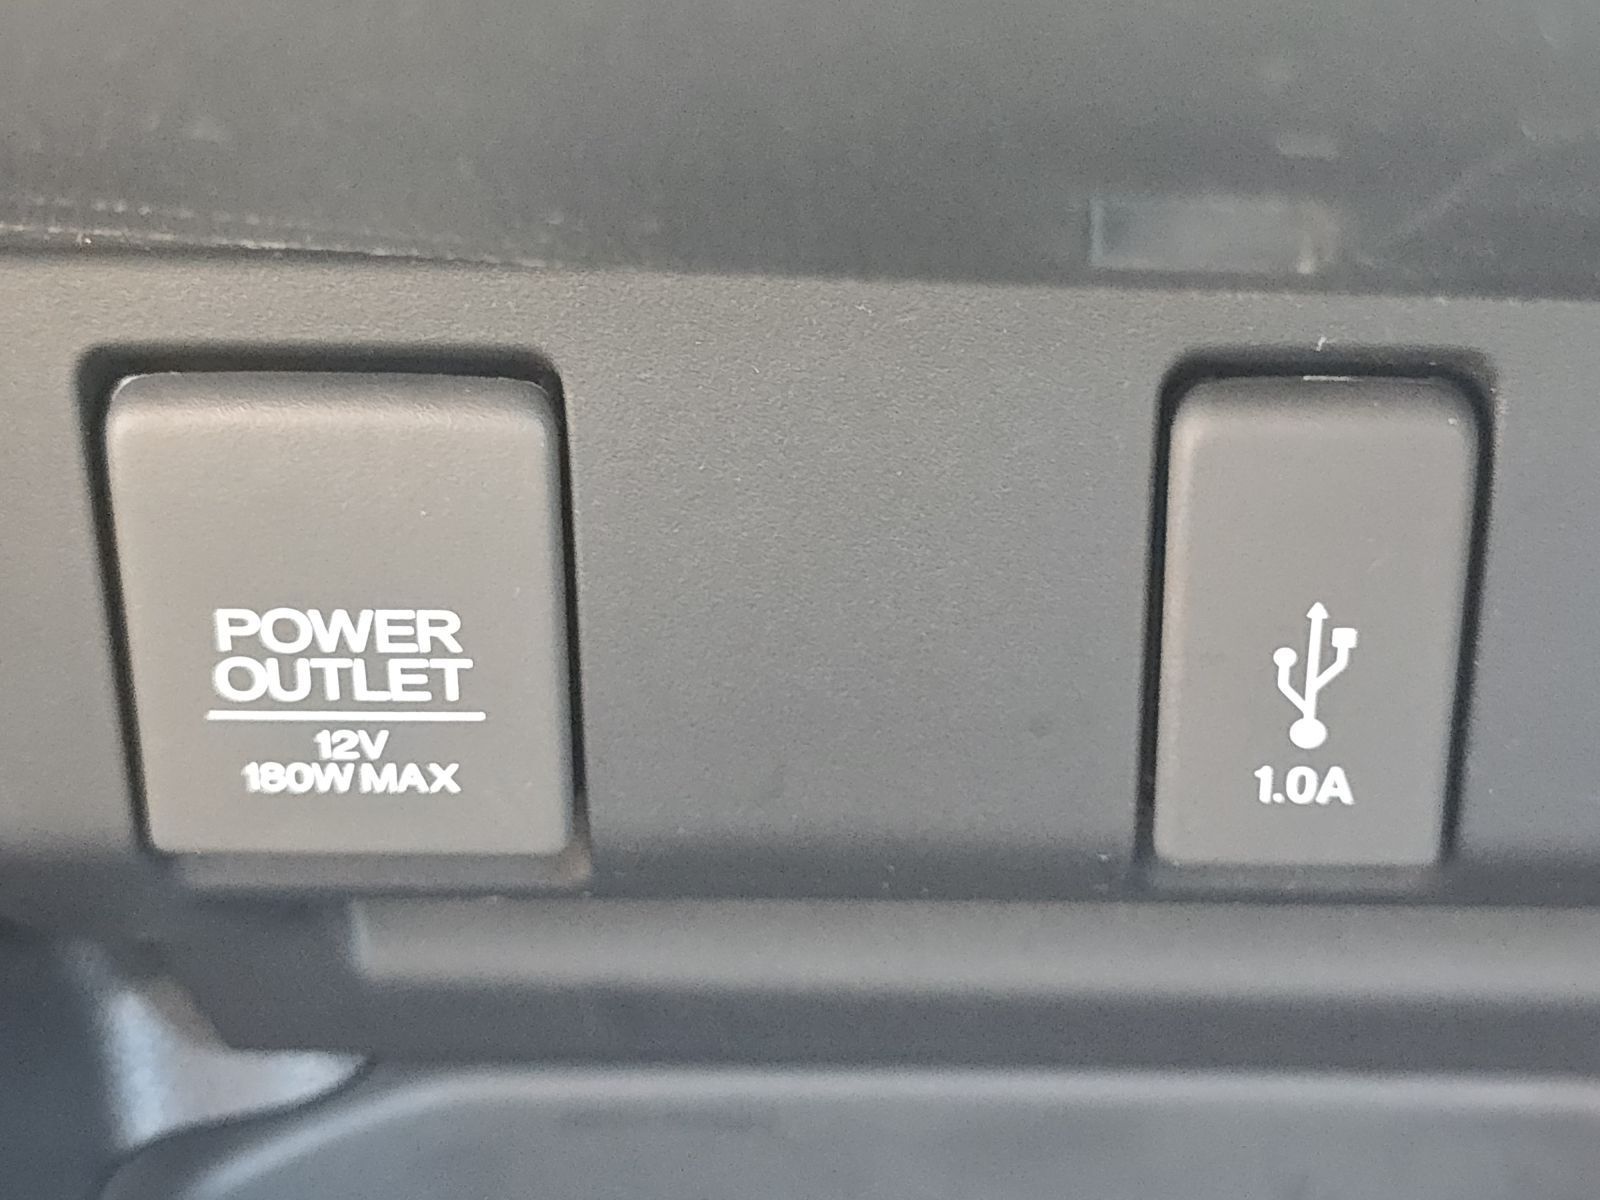 POWER
OUTLET
12V
180W MAX
1.0A